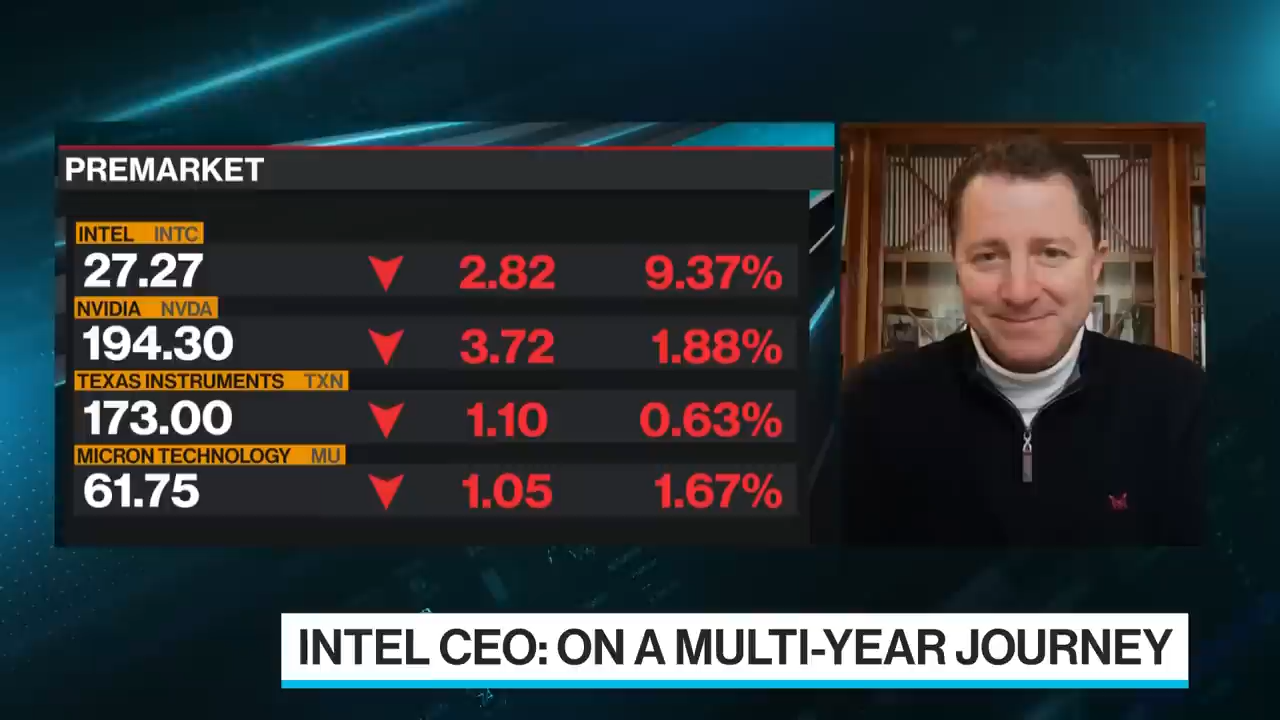 PREMARKET
INTEL INTC
27.27 2.82 9.37%
NVIDIA NVDA
194.30 3.72 1.88%
TEXAS INSTRUMENTS TXN
173.00 1.10 0.63%
MICRON TECHNOLOGY MU
61.75 1.05 1.67%
INTEL CEO: ON A MULTI-YEAR JOURNEY